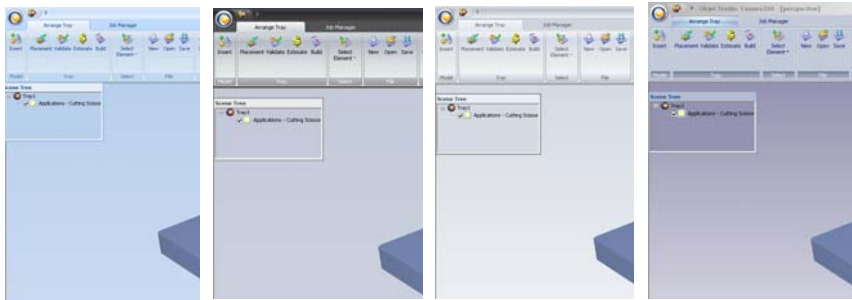 Arrange Tray Job Manager
Insert Placement Validate Estimate Build Select Element New Open Save
Model Tray Select File
Scene Tree
Tray1
Applications - Cutting Scissor
Arrange Tray Job Manager
Insert Placement Validate Estimate Build Select Element New Open Save
Model Tray Select File
Scene Tree
Tray1
Applications - Cutting Scissor
Arrange Tray Job Manager
Insert Placement Validate Estimate Build Select Element New Open Save
Model Tray Select File
Scene Tree
Tray1
Applications - Cutting Scissor
Objet Studio
Arrange Tray Job Manager
Insert Placement Validate Estimate Build Select Element New Open Save
Model Tray Select File
Scene Tree
Tray1
Applications - Cutting Scissor